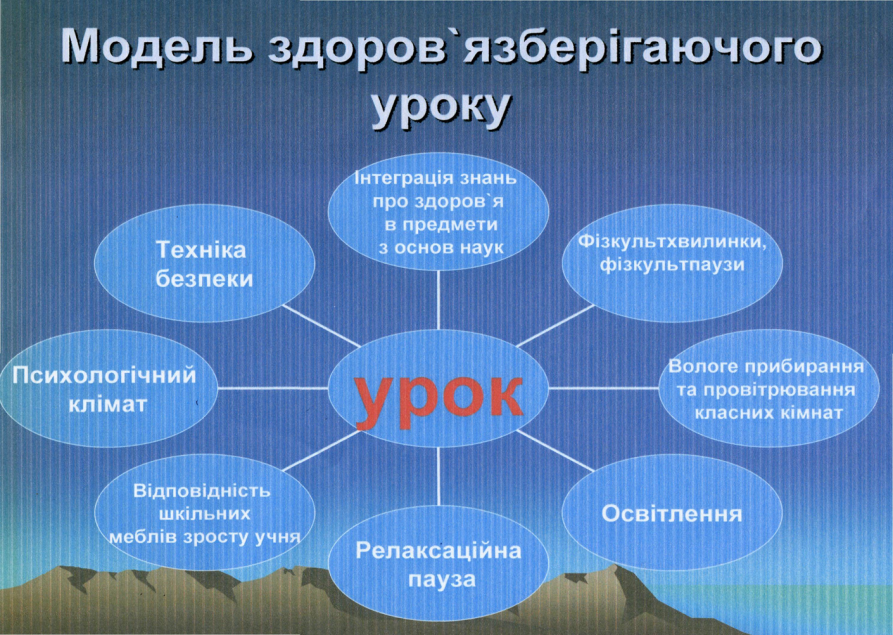 Модель здоров`язберігаючого
уроку
Інтеграція знань
про здоров`я
в предмети
з основ наук
Фізкультхвилинки,
фізкультпаузи
Вологе прибирання
та провітрювання
класних кімнат
Освітлення
Релаксаційна
пауза
Відповідність
шкільних
меблів зросту учня
Психологічний
клімат
Техніка
безпеки
урок